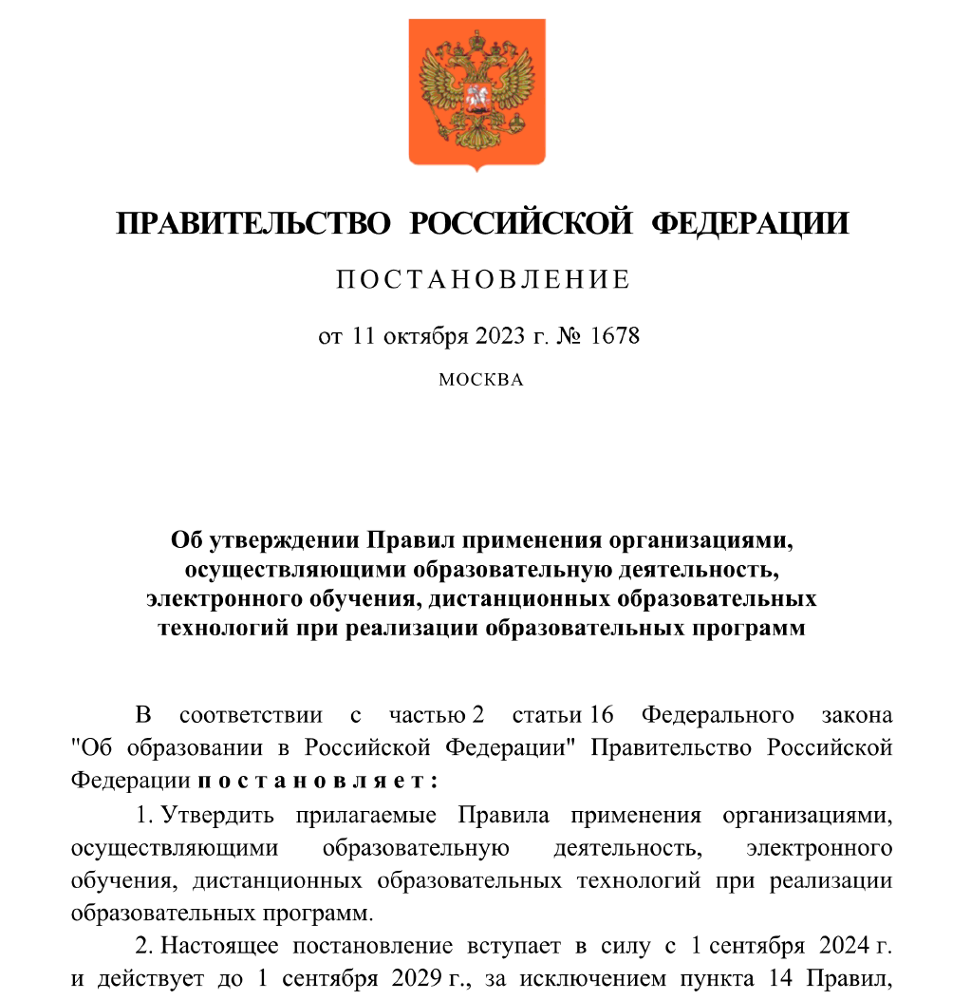 ПРАВИТЕЛЬСТВО РОССИЙСКОЙ ФЕДЕРАЦИИ
ПОСТАНОВЛЕНИЕ
от 11 октября 2023 г. № 1678
МОСКВА
Об утверждении Правил применения организациями,
осуществляющими образовательную деятельность,
электронного обучения, дистанционных образовательных
технологий при реализации образовательных программ
В соответствии с частью 2 статьи 16 Федерального закона
"Об образовании в Российской Федерации" Правительство Российской
Федерации п о с т а н о в л я е т :
1. Утвердить прилагаемые Правила применения организациями,
осуществляющими образовательную деятельность, электронного
обучения, дистанционных образовательных технологий при реализации
образовательных программ.
2. Настоящее постановление вступает в силу с 1 сентября 2024 г.
и действует до 1 сентября 2029 г., за исключением пункта 14 Правил,